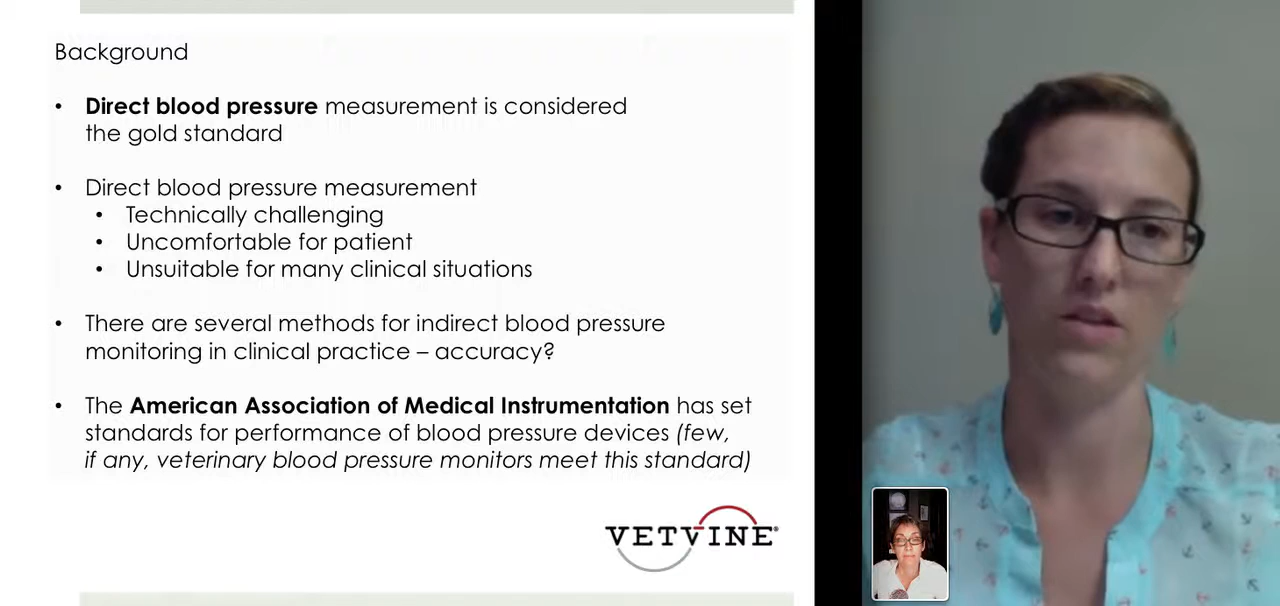 Background
• Direct blood pressure measurement is considered
the gold standard
• Direct blood pressure measurement
• Technically challenging
• Uncomfortable for patient
• Unsuitable for many clinical situations
• There are several methods for indirect blood pressure
monitoring in clinical practice – accuracy?
• The American Association of Medical Instrumentation has set
standards for performance of blood pressure devices (few,
if any, veterinary blood pressure monitors meet this standard)
VETVINE®